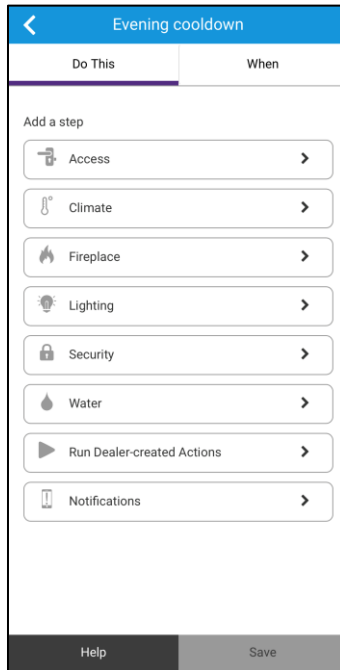 Evening cooldown
Do This When
Add a step
Access
Climate
Fireplace
Lighting
Security
Water
Run Dealer-created Actions
Notifications
Help Save